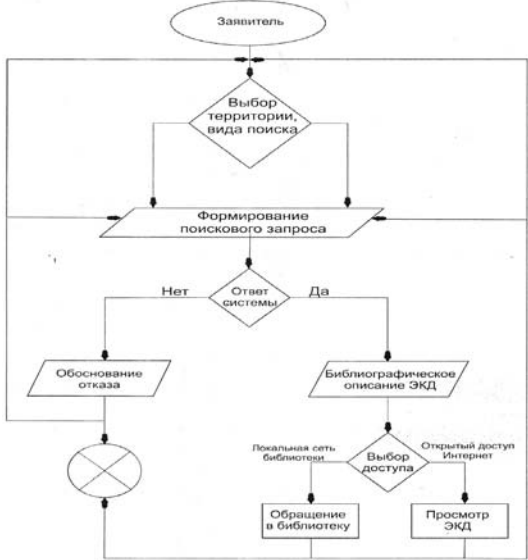 Заявитель
Выбор
территории,
вида поиска
Формирование
поискового запроса
Нет
Ответ
системы
Да
Обоснование
отказа
Библиографическое
описание ЭКД
Локальная сеть
библиотеки
Выбор
доступа
Открытый доступ
Интернет
Обращение
в библиотеку
Просмотр
ЭКД